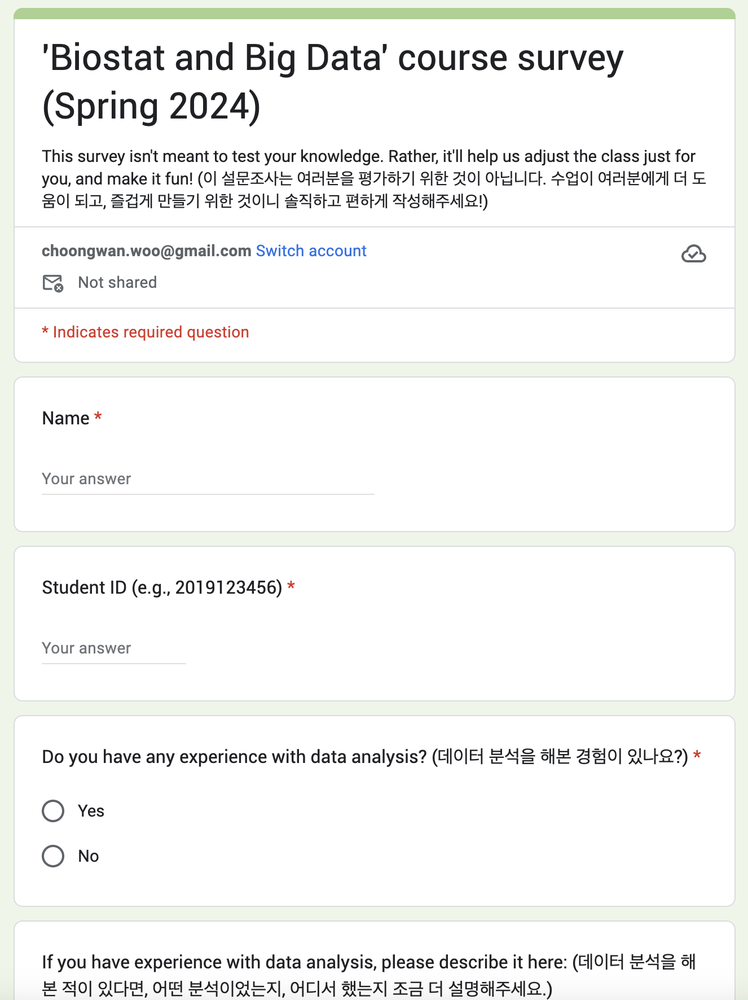 'Biostat and Big Data' course survey
(Spring 2024)
This survey isn't meant to test your knowledge. Rather, it'll help us adjust the class just for
you, and make it fun! (이 설문조사는 여러분을 평가하기 위한 것이 아닙니다. 수업이 여러분에게 더 도
움이 되고, 즐겁게 만들기 위한 것이니 솔직하고 편하게 작성해주세요!)
choongwan.woo@gmail.com Switch account
Not shared
* Indicates required question
Name *
Your answer
Student ID (e.g., 2019123456) *
Your answer
Do you have any experience with data analysis? (데이터 분석을 해본 경험이 있나요?) *
Yes
No
If you have experience with data analysis, please describe it here: (데이터 분석을 해
본 적이 있다면, 어떤 분석이었는지, 어디서 했는지 조금 더 설명해주세요.)